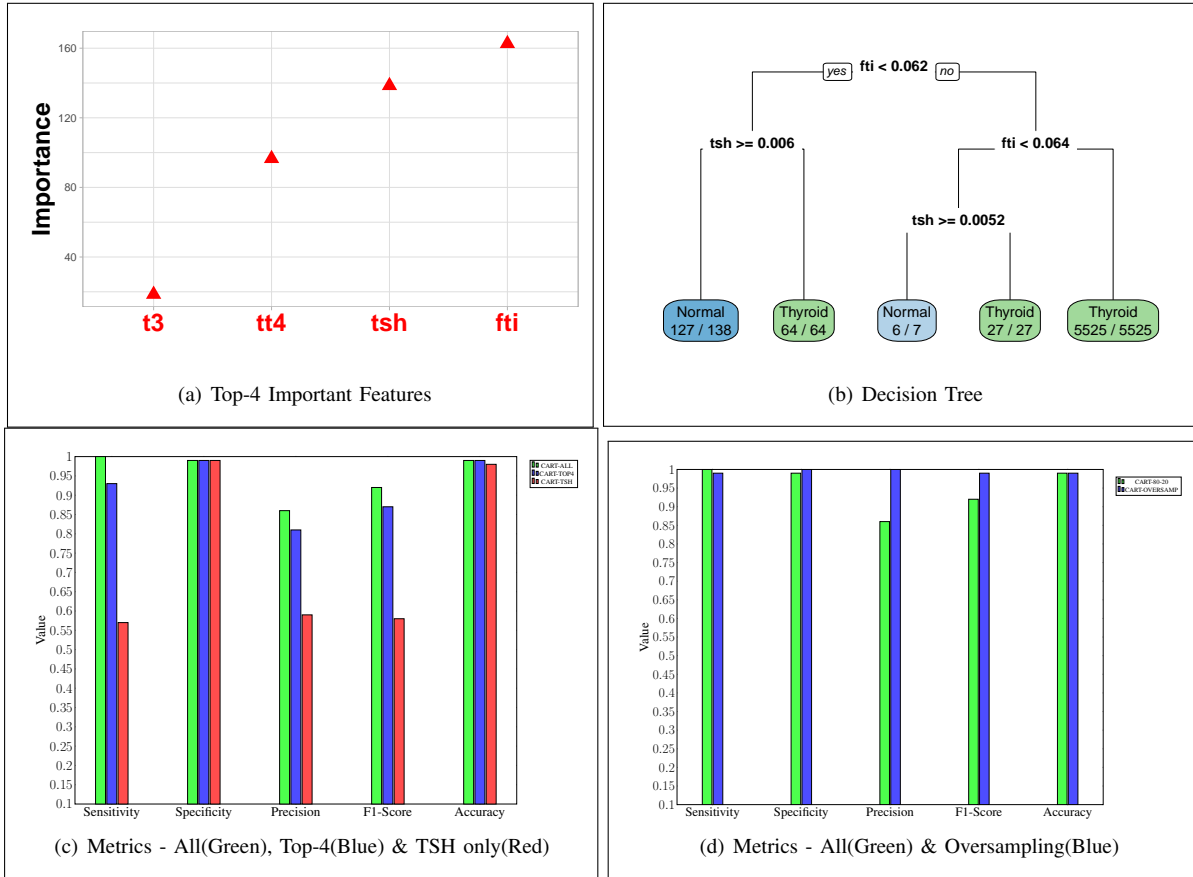 160
120
80
40
Importance
t3 tt4 tsh fti
(a) Top-4 Important Features
yes fti < 0.062 no
tsh >= 0.006 fti < 0.064
tsh >= 0.0052
Normal Thyroid Normal Thyroid Thyroid
127 / 138 64 / 64 6 / 7 27 / 27 5525 / 5525
(b) Decision Tree
1
0.95
0.9
0.85
0.8
0.75
0.7
0.65
0.6
0.55
0.5
0.45
0.4
0.35
0.3
0.25
0.2
0.15
0.1
Value
CART-ALL
CART-TOP4
CART-TSH
Sensitivity Specificity Precision F1-Score Accuracy
(c) Metrics - All(Green), Top-4(Blue) & TSH only(Red)
1
0.95
0.9
0.85
0.8
0.75
0.7
0.65
0.6
0.55
0.5
0.45
0.4
0.35
0.3
0.25
0.2
0.15
0.1
Value
CART-80-20
CART-OVERSAMP
Sensitivity Specificity Precision F1-Score Accuracy
(d) Metrics - All(Green) & Oversampling(Blue)